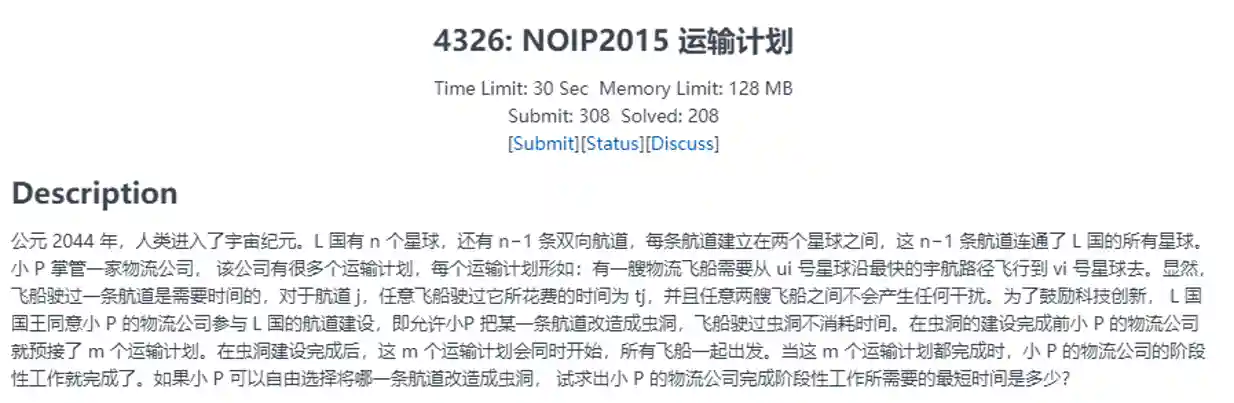 4326: NOIP2015 运输计划
Time Limit: 30 Sec  Memory Limit: 128 MB
Submit: 308  Solved: 208
[Submit][Status][Discuss]
Description
公元 2044 年，人类进入了宇宙纪元。L 国有 n 个星球，还有 n−1 条双向航道，每条航道建立在两个星球之间，这 n−1 条航道连通了 L 国的所有星球。
小 P 掌管一家物流公司， 该公司有很多个运输计划，每个运输计划形如：有一艘物流飞船需要从 ui 号星球沿最快的宇航路径飞行到 vi 号星球去。显然，
飞船驶过一条航道是需要时间的，对于航道 j，任意飞船驶过它所花费的时间为 tj，并且任意两艘飞船之间不会产生任何干扰。为了鼓励科技创新， L 国
国王同意小 P 的物流公司参与 L 国的航道建设，即允许小P 把某一条航道改造成虫洞，飞船驶过虫洞不消耗时间。在虫洞的建设完成前小 P 的物流公司
就预接了 m 个运输计划。在虫洞建设完成后，这 m 个运输计划会同时开始，所有飞船一起出发。当这 m 个运输计划都完成时，小 P 的物流公司的阶段
性工作就完成了。如果小 P 可以自由选择将哪一条航道改造成虫洞， 试求出小 P 的物流公司完成阶段性工作所需要的最短时间是多少？